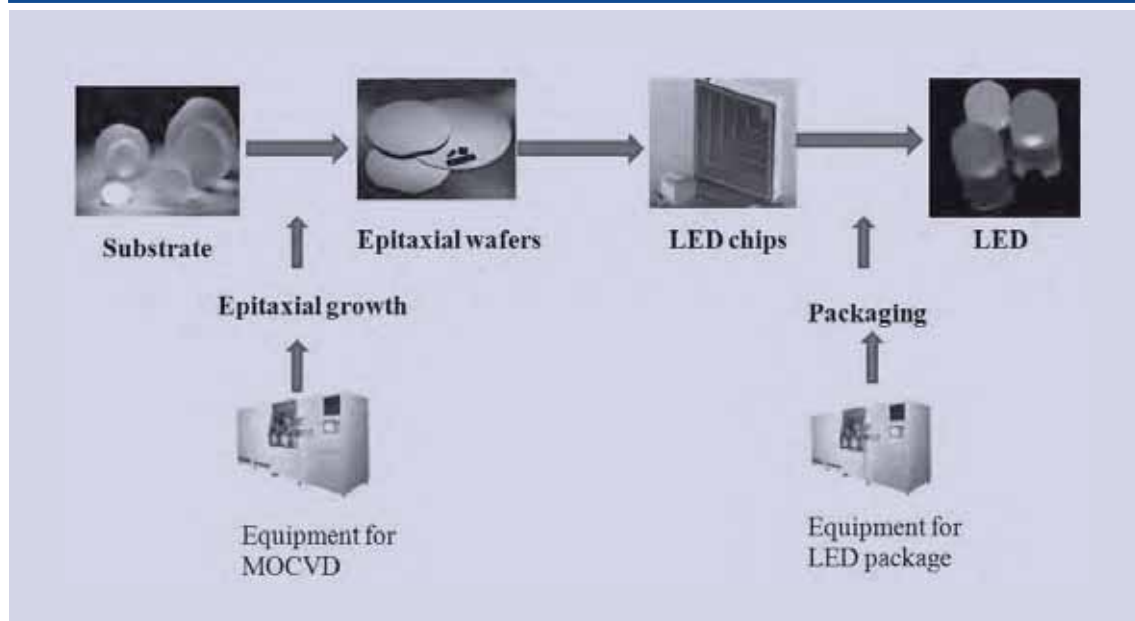 Substrate
Epitaxial wafers
LED chips
LED
Epitaxial growth
Packaging
Equipment for
MOCVD
Equipment for
LED package